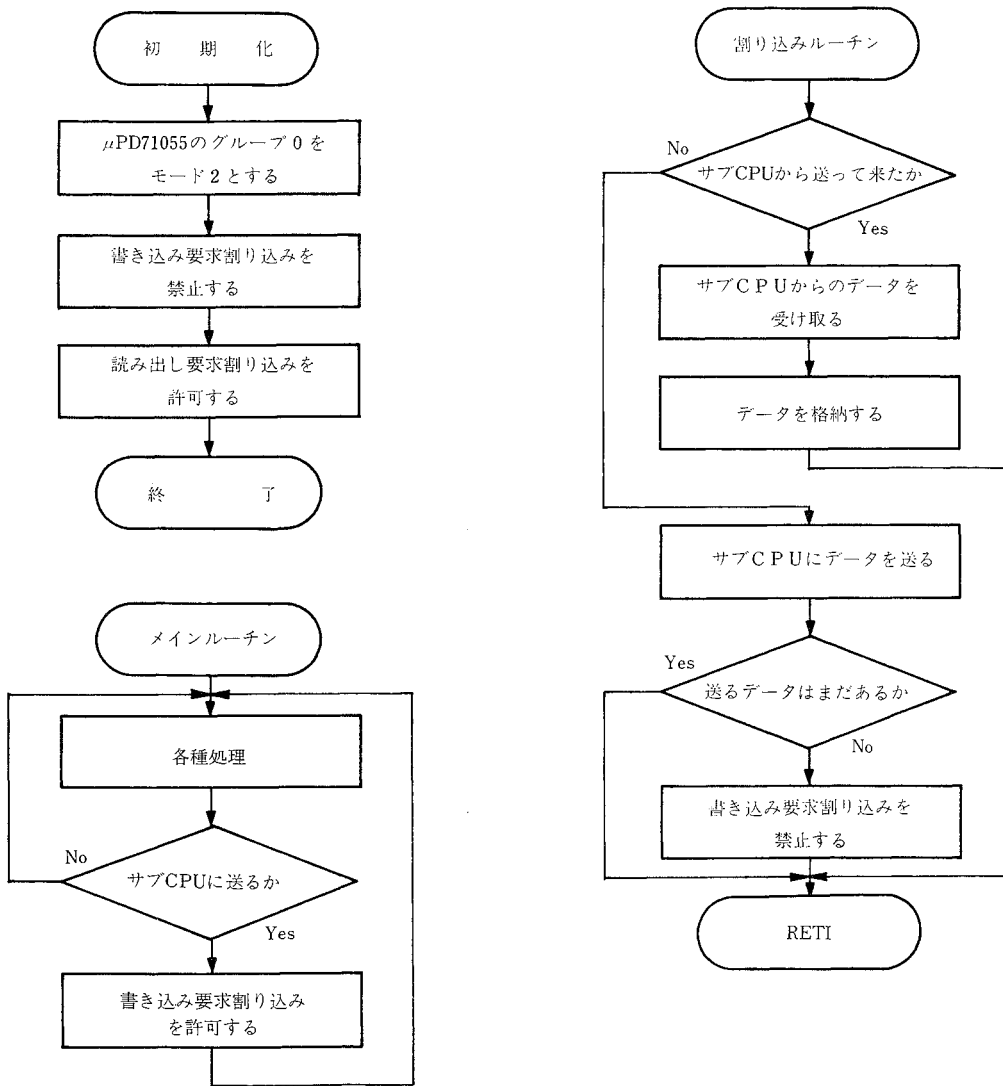 初期化
μPD71055のグループ0を
モード2とする
書き込み要求割り込みを
禁止する
読み出し要求割り込みを
許可する
終了
メインルーチン
各種処理
No
サブCPUに送るか
Yes
書き込み要求割り込み
を許可する
割り込みルーチン
No
サブCPUから送って来たか
Yes
サブCPUからのデータを
受け取る
データを格納する
サブCPUにデータを送る
Yes
送るデータはまだあるか
No
書き込み要求割り込みを
禁止する
RETI